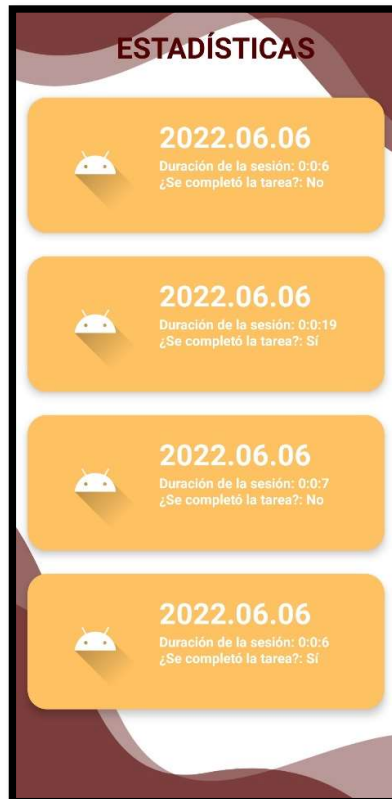 ESTADÍSTICAS
2022.06.06
Duración de la sesión: 0:0:6
¿Se completó la tarea?: No
2022.06.06
Duración de la sesión: 0:0:19
¿Se completó la tarea?: Sí
2022.06.06
Duración de la sesión: 0:0:7
¿Se completó la tarea?: No
2022.06.06
Duración de la sesión: 0:0:6
¿Se completó la tarea?: Sí